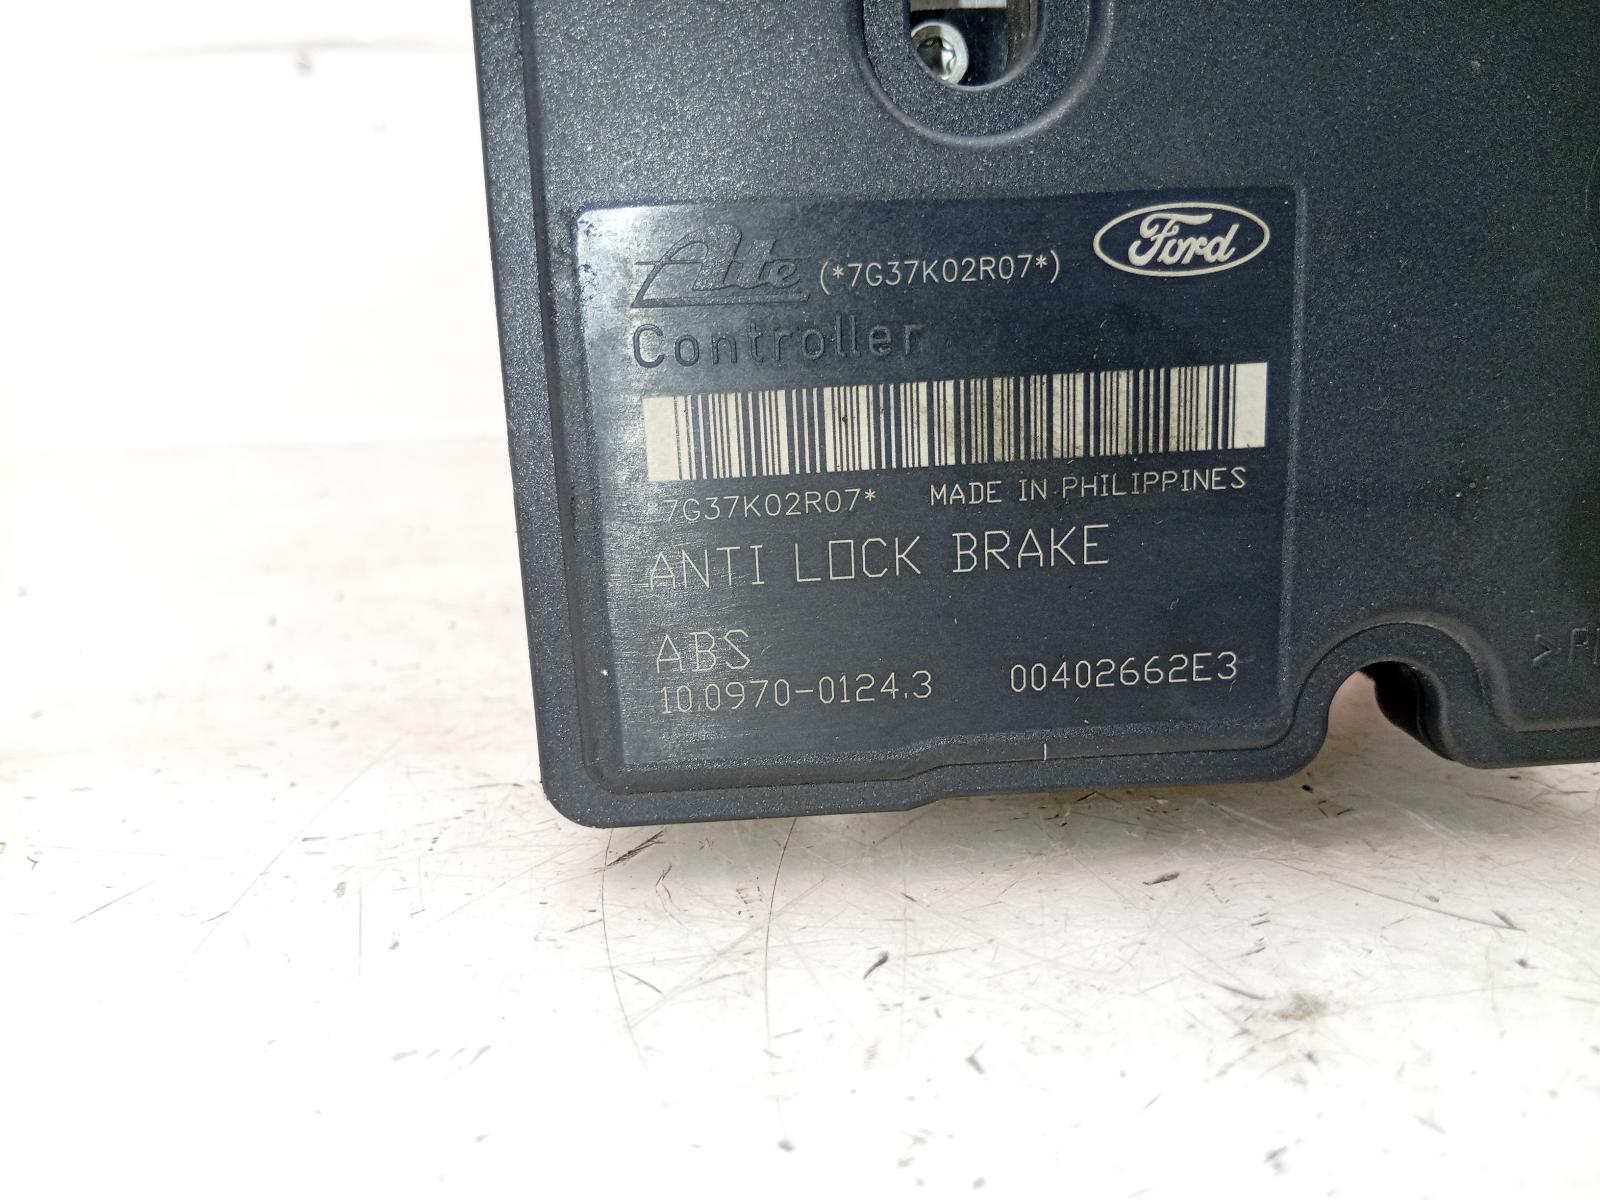 Ate (*7G37K02R07*) Ford
Controller
*7G37K02R07* MADE IN PHILIPPINES
ANTI LOCK BRAKE
ABS
10.0970-0124.3 00402662E3